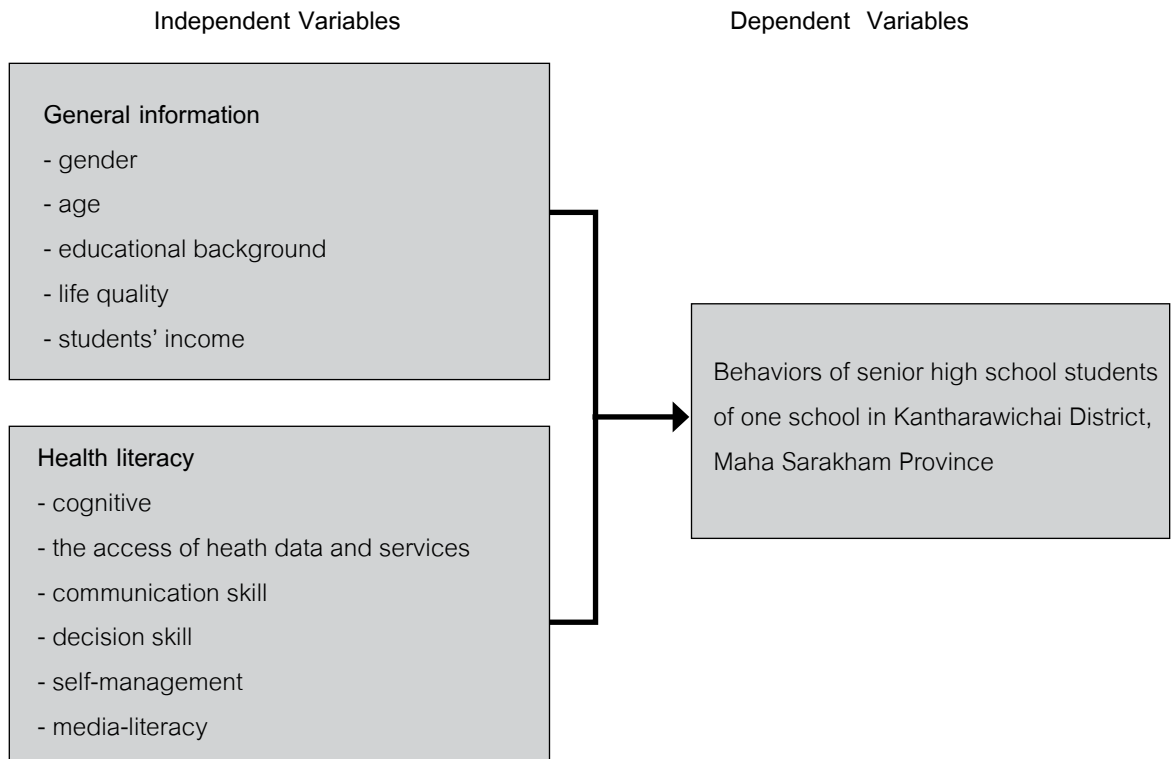 Independent Variables
Dependent Variables
General information
- gender
- age
- educational background
- life quality
- students’ income
Health literacy
- cognitive
- the access of heath data and services
- communication skill
- decision skill
- self-management
- media-literacy
Behaviors of senior high school students
of one school in Kantharawichai District,
Maha Sarakham Province